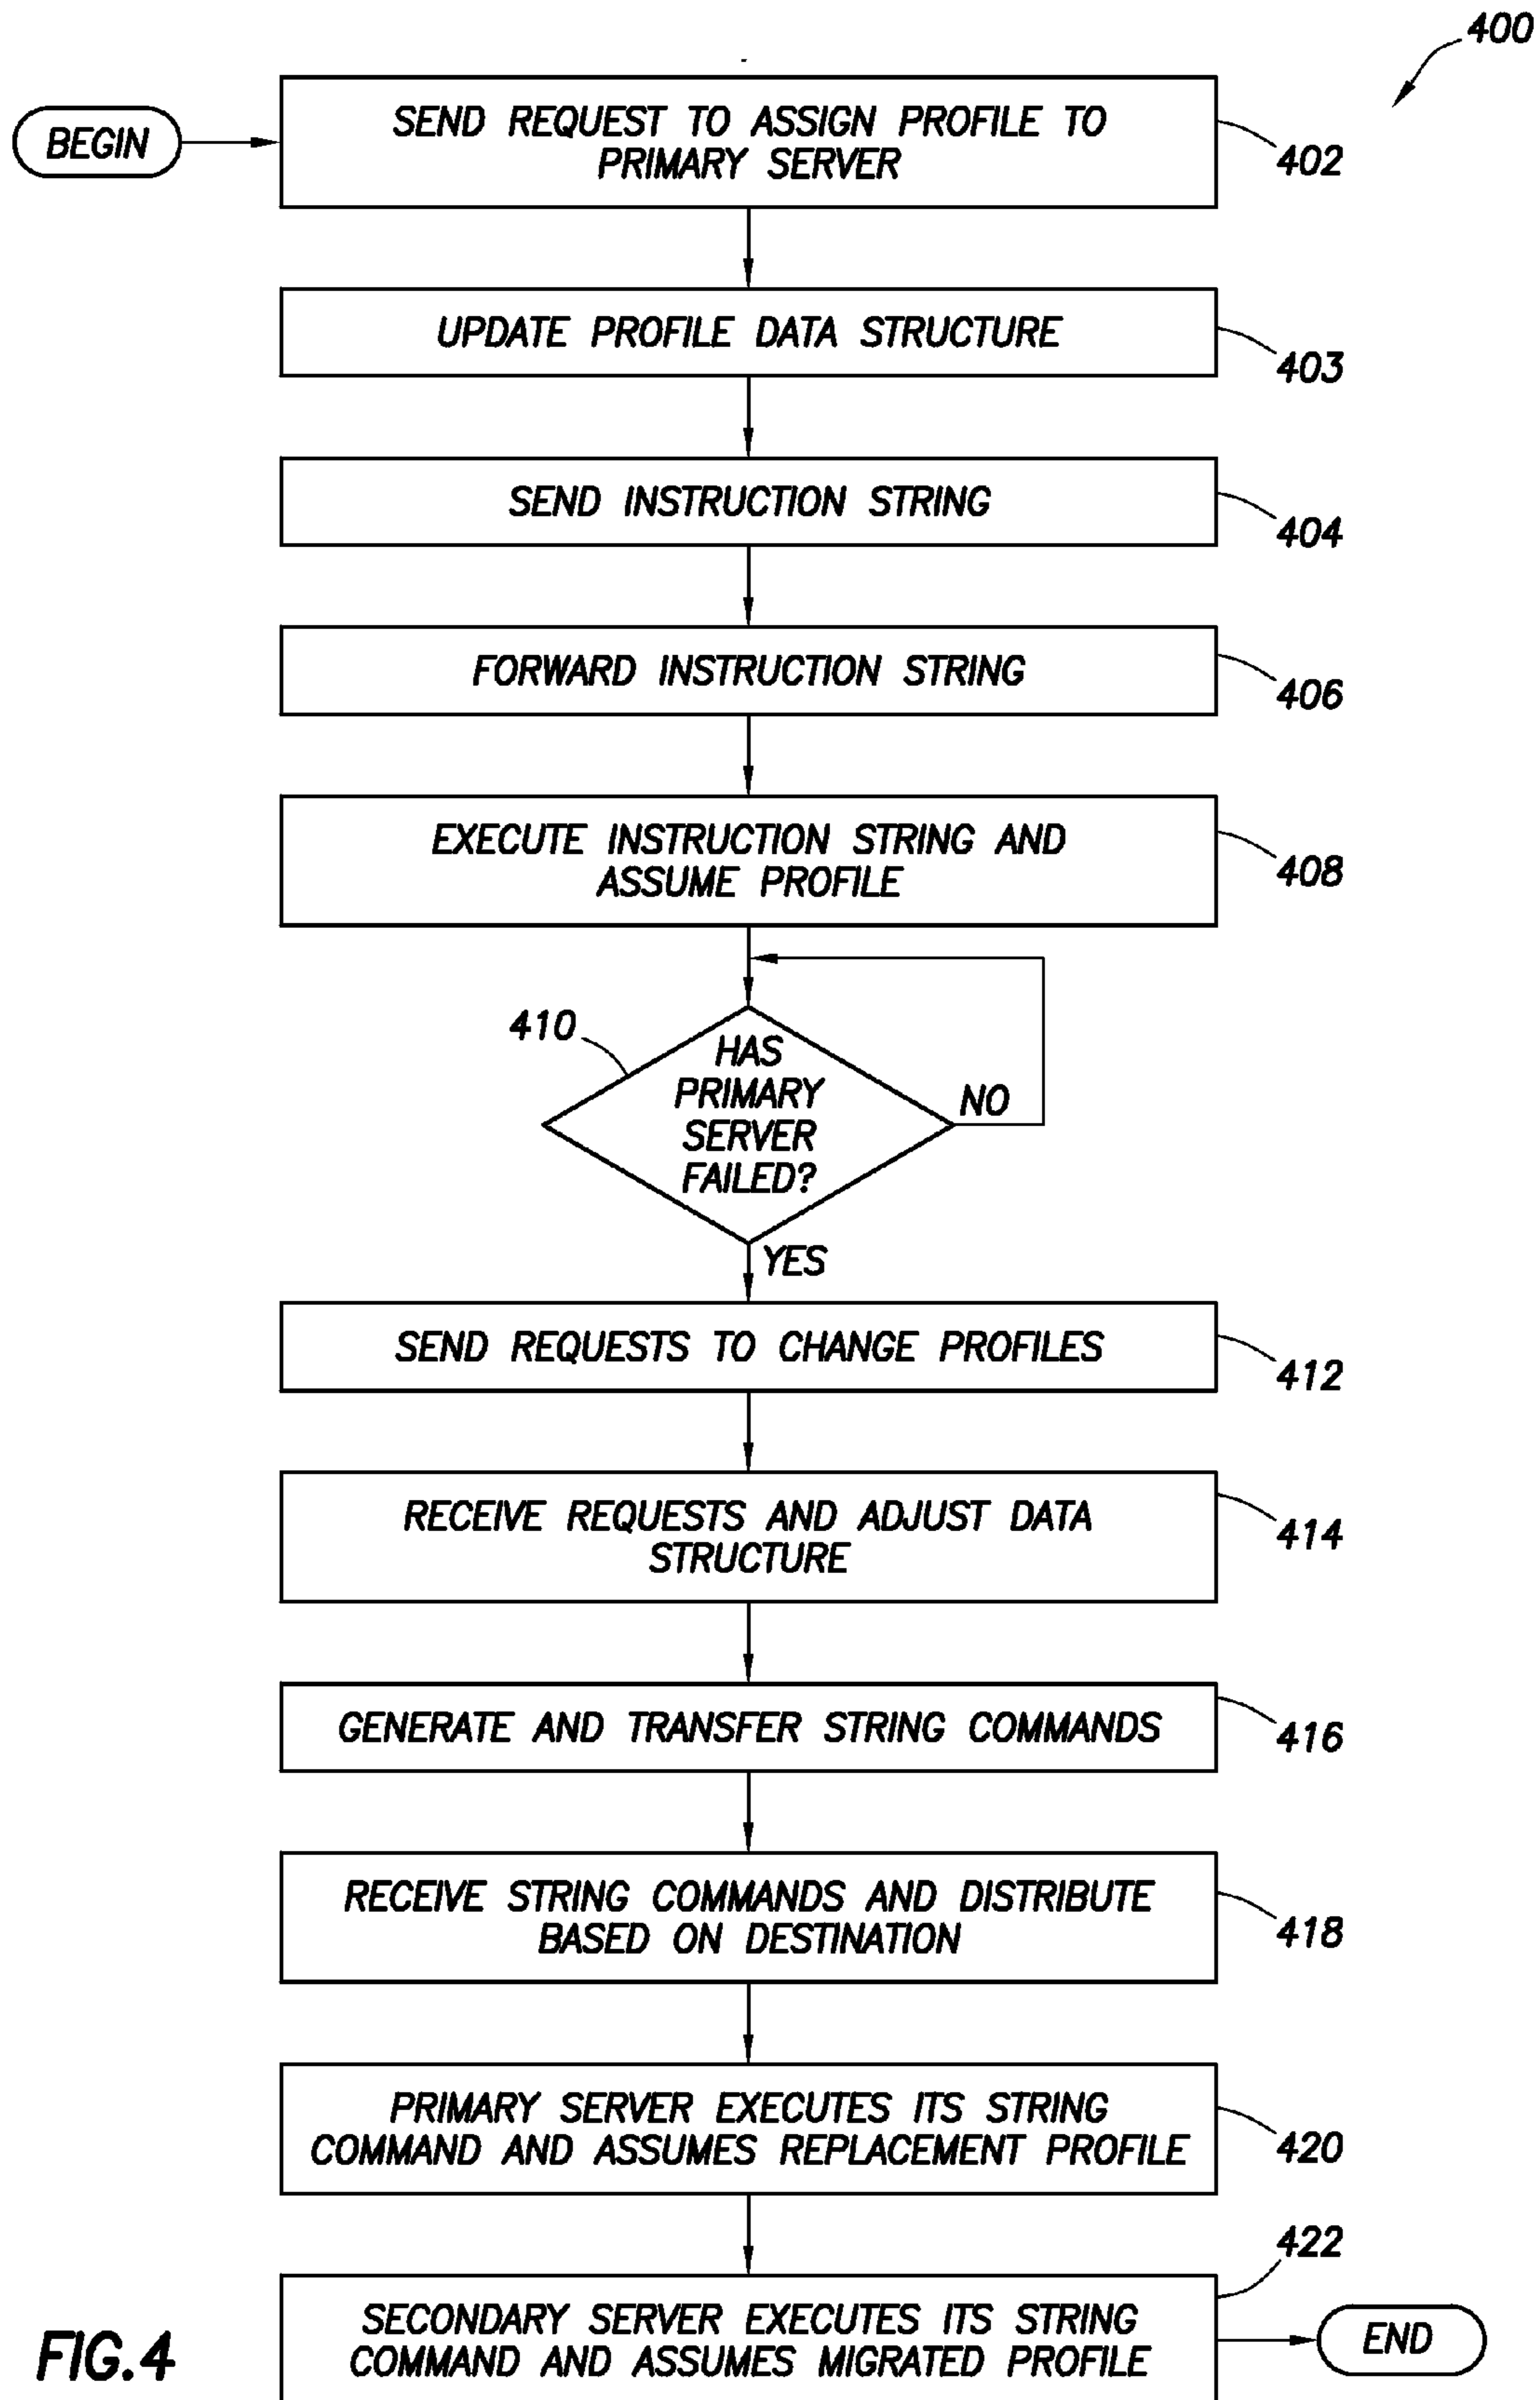 400
BEGIN
SEND REQUEST TO ASSIGN PROFILE TO
PRIMARY SERVER
402
UPDATE PROFILE DATA STRUCTURE
403
SEND INSTRUCTION STRING
404
FORWARD INSTRUCTION STRING
406
EXECUTE INSTRUCTION STRING AND
ASSUME PROFILE
408
410
HAS
PRIMARY
SERVER
FAILED?
NO
YES
SEND REQUESTS TO CHANGE PROFILES
412
RECEIVE REQUESTS AND ADJUST DATA
STRUCTURE
414
GENERATE AND TRANSFER STRING COMMANDS
416
RECEIVE STRING COMMANDS AND DISTRIBUTE
BASED ON DESTINATION
418
PRIMARY SERVER EXECUTES ITS STRING
COMMAND AND ASSUMES REPLACEMENT PROFILE
420
422
SECONDARY SERVER EXECUTES ITS STRING
COMMAND AND ASSUMES MIGRATED PROFILE
END
FIG.4